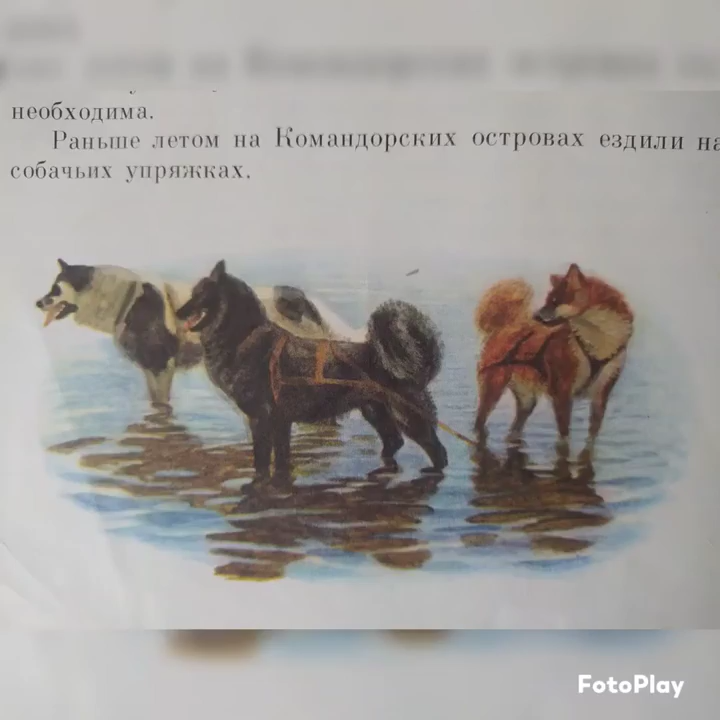 необходима.
Раньше летом на Командорских островах ездили на
собачьих упряжках.
FotoPlay